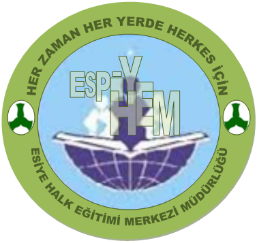 HER ZAMAN HER YERDE HERKES İÇİN
ESPİYE
HEM
ESİYE HALK EĞİTİMİ MERKEZİ MÜDÜRLÜĞÜ